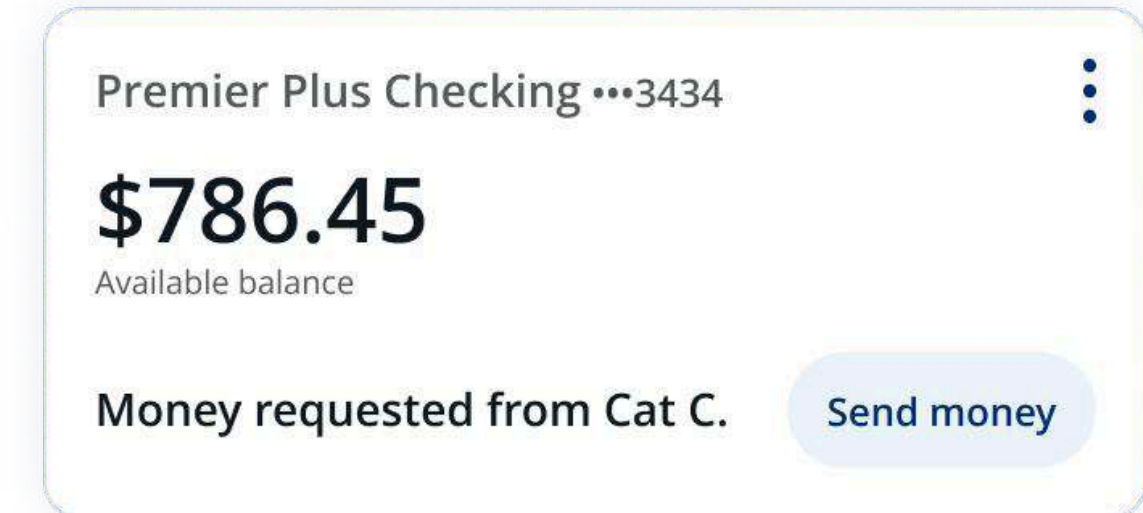 Premier Plus Checking •••3434
$786.45
Available balance
Money requested from Cat C.
Send money